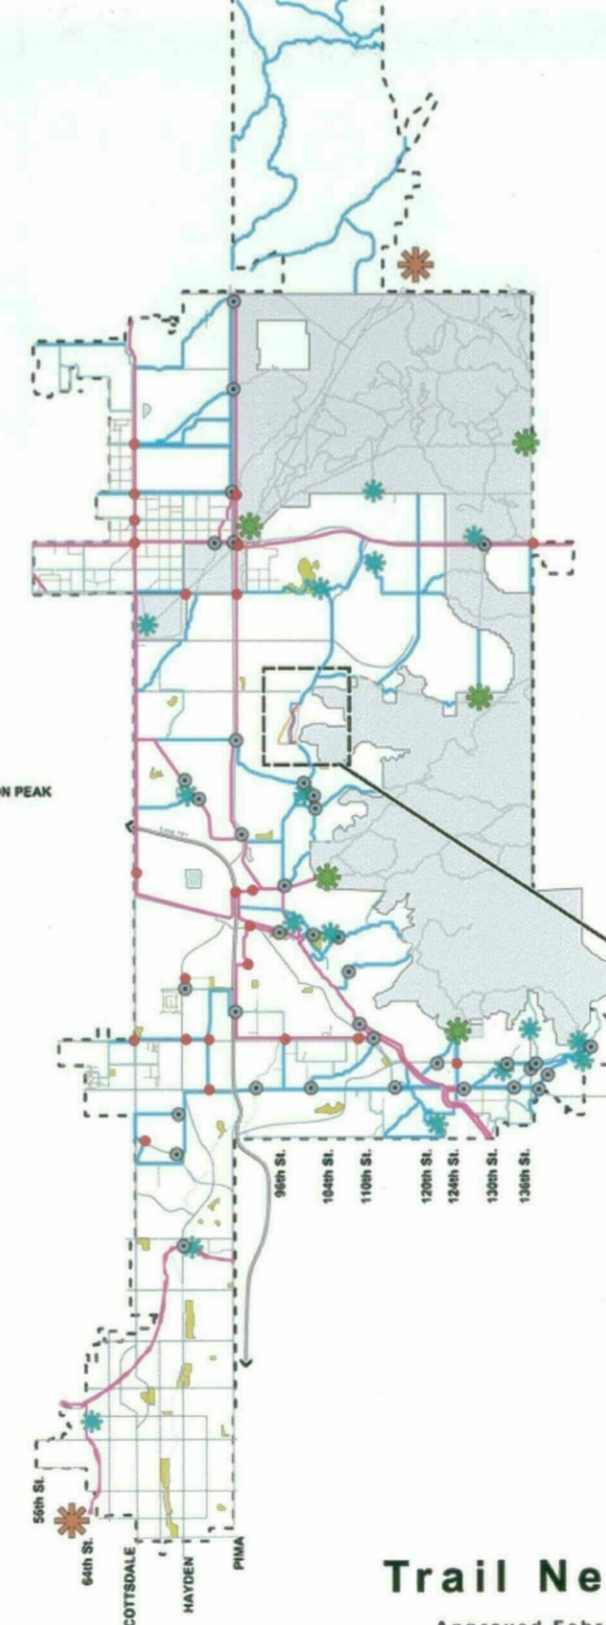 ON PEAK
96th St.
104th St.
110th St.
120th St.
124th St.
130th St.
136th St.
56th St.
64th St.
COTTSDALE
HAYDEN
PIMA
Trail Ne